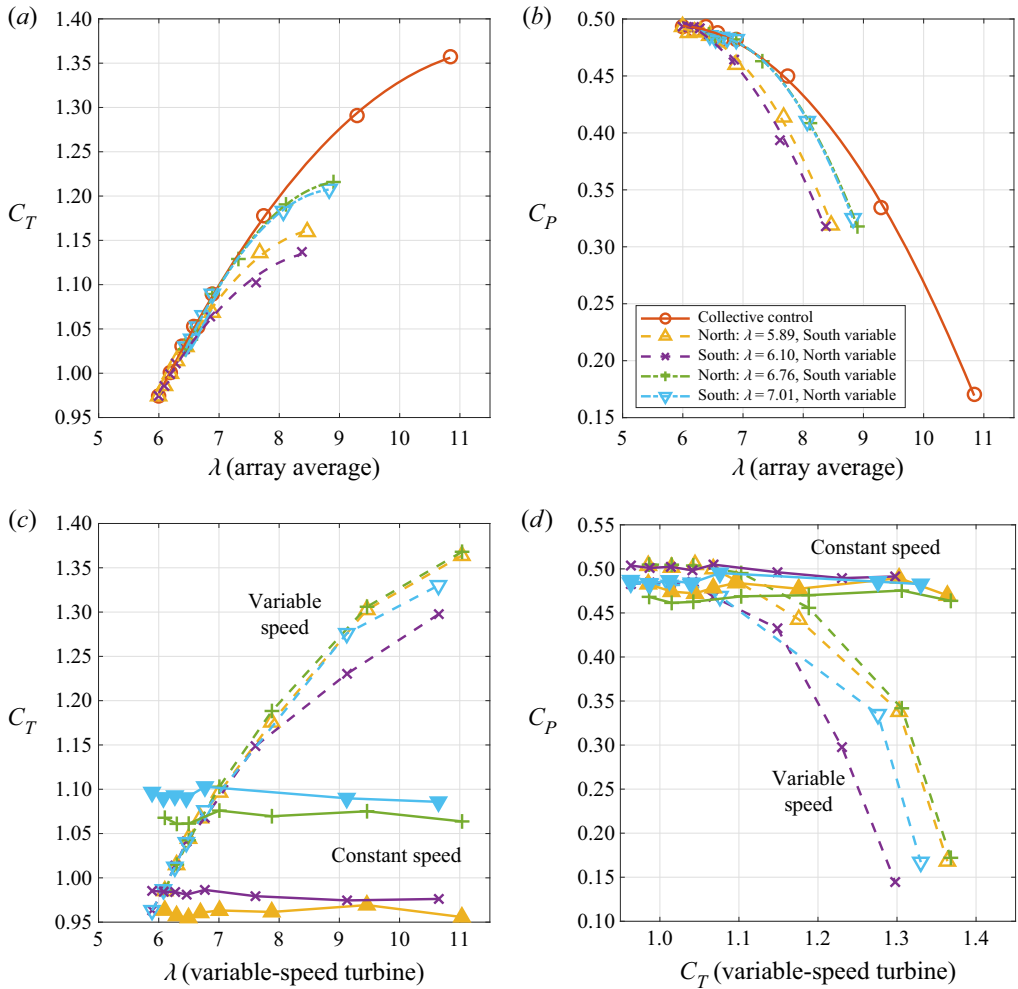 (a)
1.40
1.35
1.30
1.25
1.20
C_T
1.15
1.10
1.05
1.00
0.95
5 6 7 8 9 10 11
λ (array average)
(b)
0.50
0.45
0.40
0.35
C_P
0.30
0.25
0.20
0.15
Collective control
North: λ = 5.89, South variable
South: λ = 6.10, North variable
North: λ = 6.76, South variable
South: λ = 7.01, North variable
5 6 7 8 9 10 11
λ (array average)
(c)
1.40
1.35
1.30
1.25
1.20
C_T
1.15
1.10
1.05
1.00
0.95
Variable
speed
Constant speed
5 6 7 8 9 10 11
λ (variable-speed turbine)
(d)
0.55
0.50
0.45
0.40
0.35
C_P
0.30
0.25
0.20
0.15
0.10
Constant speed
Variable
speed
1.0 1.1 1.2 1.3 1.4
C_T (variable-speed turbine)